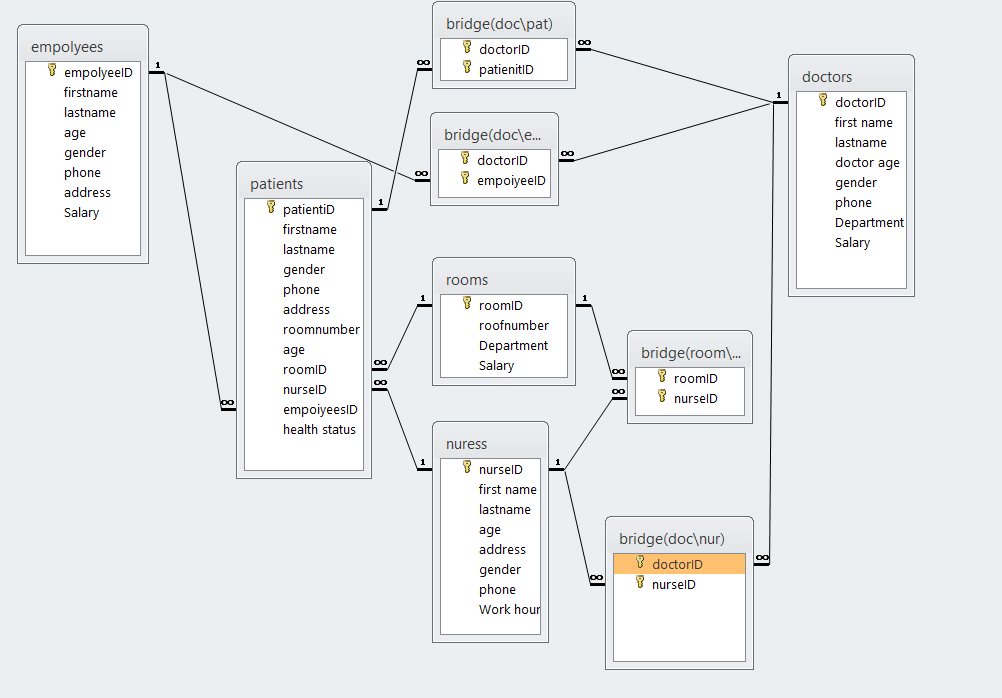 empolyees
empolyeeID
firstname
lastname
age
gender
phone
address
Salary
patients
patientiD
firstname
lastname
gender
phone
address
roomnumber
age
roomID
nurseID
empoiyeesID
health status
bridge(doc\pat)
doctorID
patienitID
bridge(doc\e...
doctorID
empoiyeeID
rooms
roomID
roofnumber
Department
Salary
nuress
nurseID
first name
lastname
age
address
gender
phone
Work hour
bridge(room\...
roomID
nurseID
bridge(doc\nur)
doctorID
nurseID
doctors
doctorID
first name
lastname
doctor age
gender
phone
Department
Salary
1
∞
∞
1
∞
∞
1
1
∞
∞
1
1
∞
∞
1
1
∞
∞
1
∞